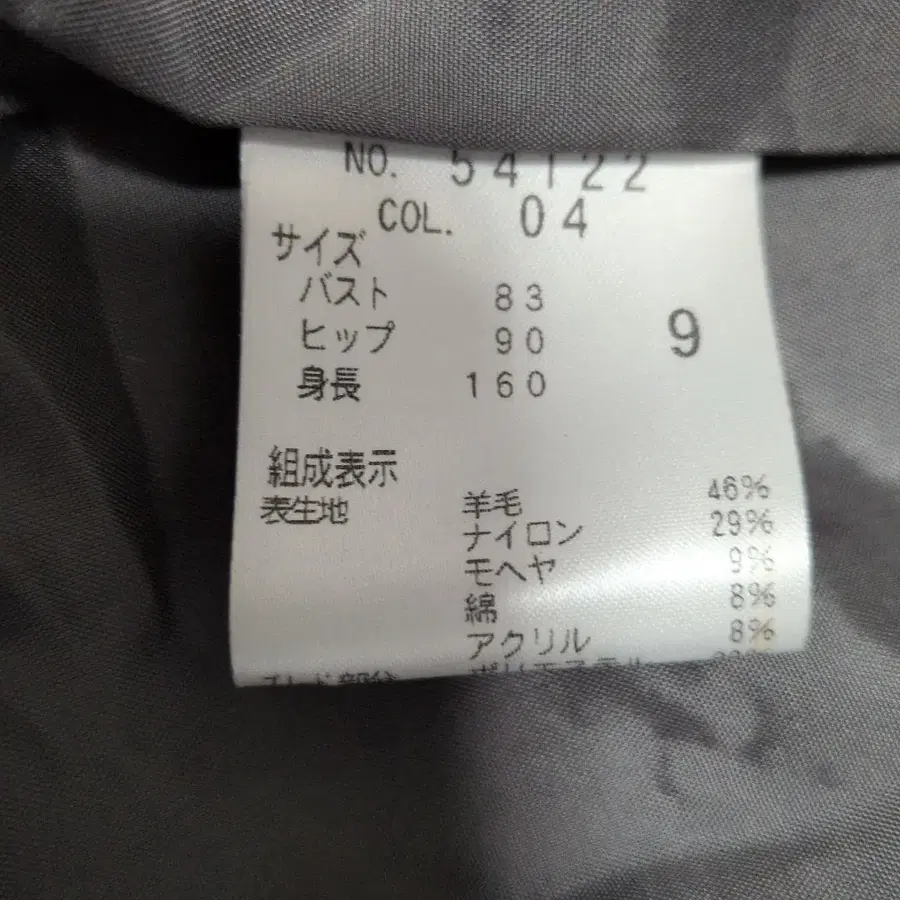 NO. 54122
COL. 04
サイズ
バスト 83
ヒップ 90 9
身長 160
組成表示
表生地 羊毛 46%
ナイロン 29%
モヘヤ 9%
綿 8%
アクリル 8%